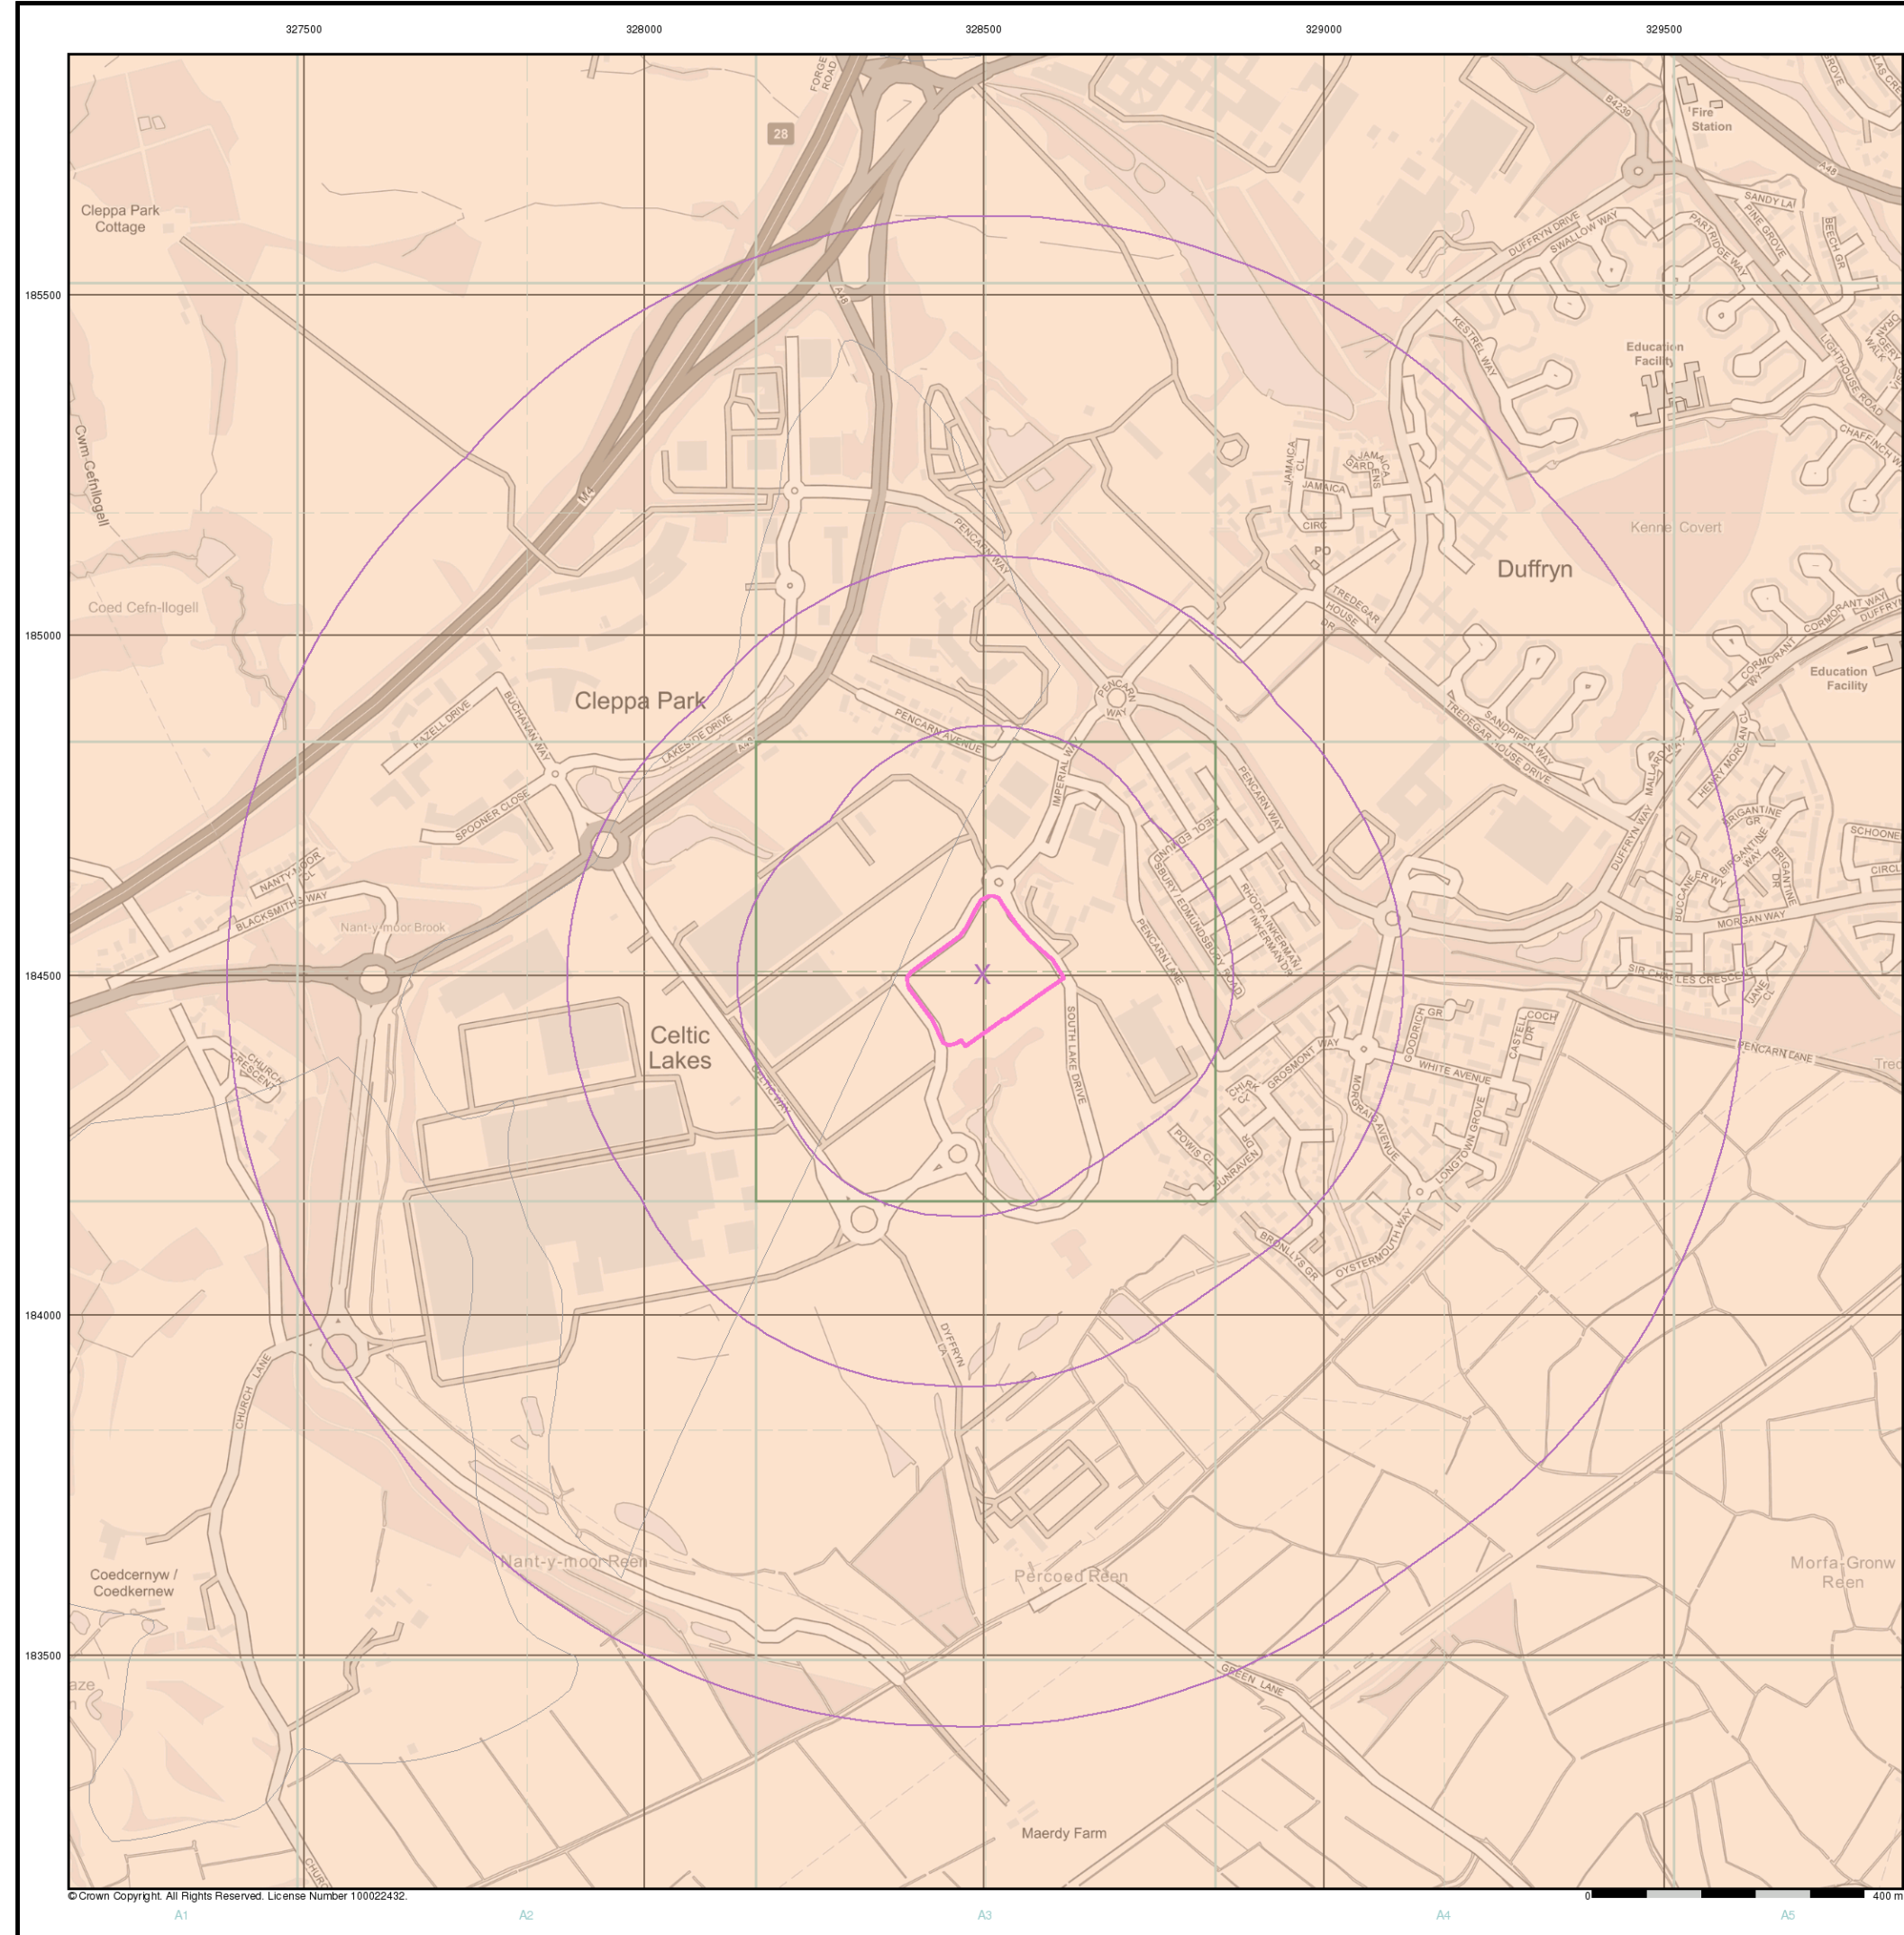 327500
328000
328500
329000
329500
FORGE
ROAD
28
B4239
Fire
Station
A48
Cleppa Park
Cottage
SANDY LA
PINE GROVE
BEECH GR
PARTRIDGE WAY
DUFFRYN DRIVE
SWALLOW WAY
185500
A48
KESTREL WAY
Education
Facility
LIGHTHOUSE ROAD
CHAFFINCH WAY
Cwm Cefnllogell
M4
JAMAICA
CL
JAMAICA
GARDENS
JAMAICA
CIRC
PENCARN WAY
Kennel Covert
PO
Duffryn
Coed Cefn-llogell
TREDEGAR
HOUSE
DR
CORMORANT WAY
DUFFRYN
185000
CORMORANT
WY
Education
Facility
Cleppa Park
HAZELL DRIVE
BUCHANAN WAY
LAKESIDE DRIVE
A48
PENCARN AVENUE
PENCARN
WAY
IMPERIAL WAY
SANDPIPER WAY
TREDEGAR HOUSE DRIVE
MALLARD WAY
HENRY MORGAN CL
SPOONER CLOSE
PENCARN WAY
DUFFRYN WAY
BRIGANTINE
GR
BRIGANTINE
WAY
BRIGANTINE
DR
SCHOONER
CIRCLE
NANTY-MOOR
CL
BLACKSMITHS WAY
Nant-y-moor Brook
BUCCANEER WY
MORGAN WAY
PENCARN LANE
184500
X
SIR CHARLES CRESCENT
JANE
CL
Celtic
Lakes
CELTIC WAY
SOUTH LAKE DRIVE
CHURCH
CRESCENT
GOODRICH GR
CASTELL
COCH
DR
GROSMONT WAY
WHITE AVENUE
PENCARN LANE
CHIRK
CL
MORGRAIG AVENUE
LONGTOWN GROVE
POWIS CL
DUNRAVEN
DR
BRONLLYS GR
OYSTERMOUTH WAY
184000
DYFFRYN
LA
CHURCH LANE
Nant-y-moor Reen
Percoed Reen
Morfa-Gronw
Reen
Coedcernyw /
Coedkernew
183500
GREEN LANE
Maerdy Farm
©Crown Copyright. All Rights Reserved. License Number 100022432.
0
400 m
A1
A2
A3
A4
A5